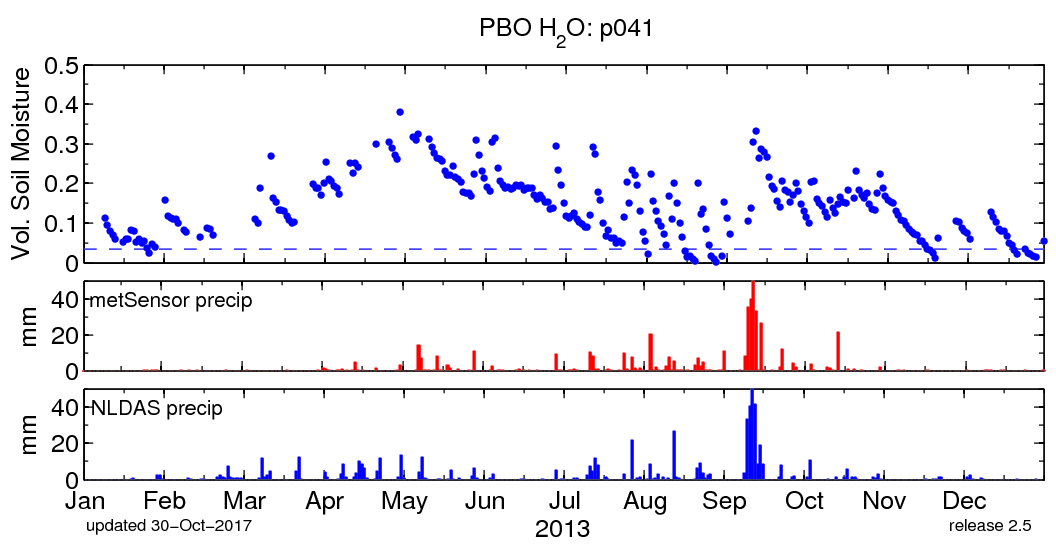 PBO H2O: p041
Vol. Soil Moisture
0.5
0.4
0.3
0.2
0.1
0
metSensor precip
mm
40
20
0
NLDAS precip
mm
40
20
0
Jan Feb Mar Apr May Jun Jul Aug Sep Oct Nov Dec
updated 30−Oct−2017 2013 release 2.5